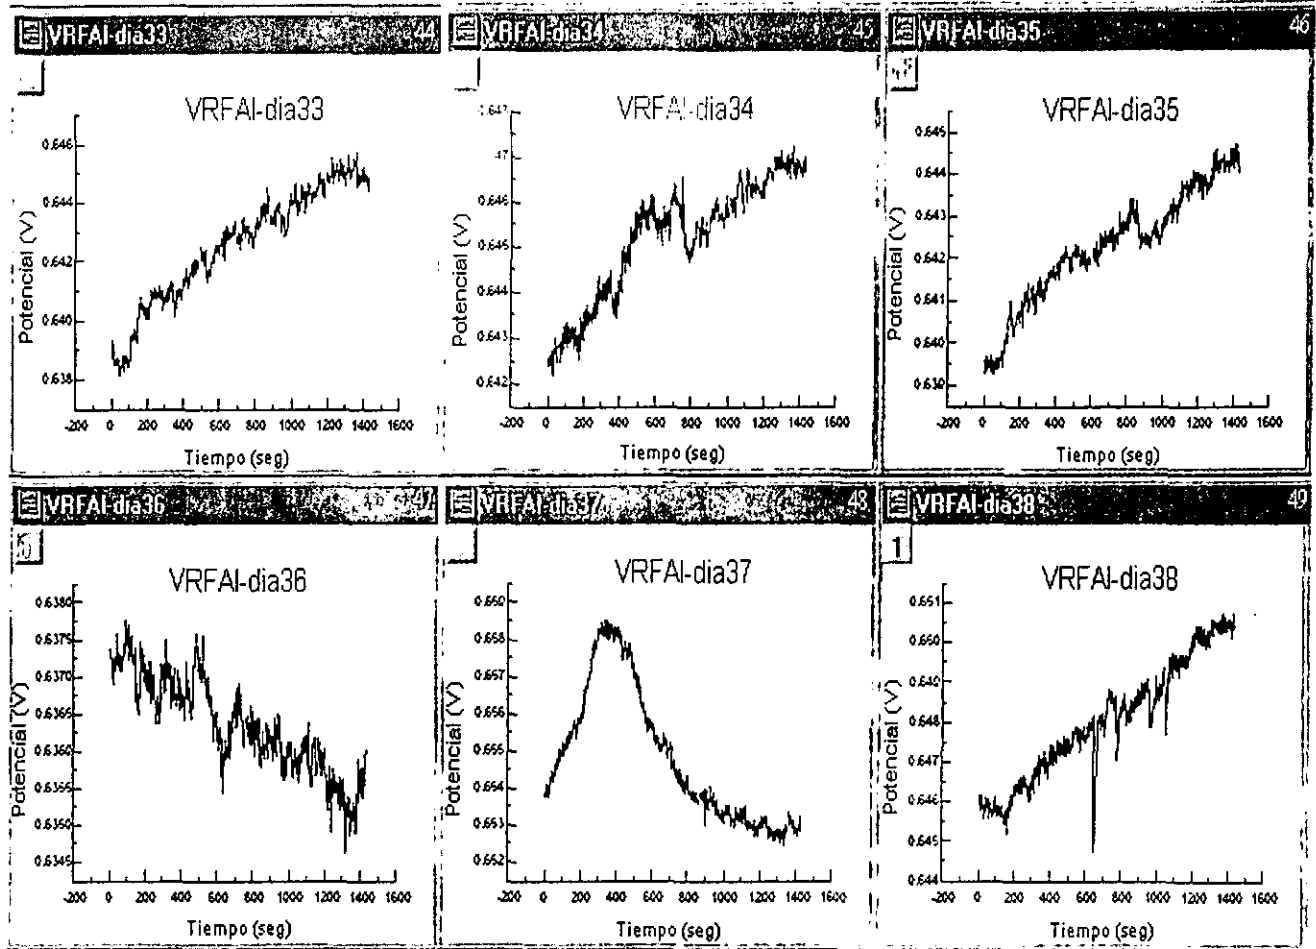 VRFAI-dia33 44
VRFAI-dia33
Potencial (V)
0.646
0.644
0.642
0.640
0.638
-200 0 200 400 600 800 1000 1200 1400 1600
Tiempo (seg)
VRFAI-dia34 45
VRFAI-dia34
Potencial (V)
0.646
0.645
0.644
0.643
0.642
-200 0 200 400 600 800 1000 1200 1400 1600
Tiempo (seg)
VRFAI-dia35 46
VRFAI-dia35
Potencial (V)
0.645
0.644
0.643
0.642
0.641
0.640
-200 0 200 400 600 800 1000 1200 1400 1600
Tiempo (seg)
VRFAI-dia36
VRFAI-dia36
Potencial (V)
0.6380
0.6375
0.6370
0.6365
0.6360
0.6355
0.6350
0.6345
-200 0 200 400 600 800 1000 1200 1400 1600
Tiempo (seg)
VRFAI-dia37 48
VRFAI-dia37
Potencial (V)
0.658
0.657
0.656
0.655
0.654
0.653
0.652
-200 0 200 400 600 800 1000 1200 1400 1600
Tiempo (seg)
VRFAI-dia38 49
1
VRFAI-dia38
Potencial (V)
0.651
0.650
0.648
0.647
0.646
0.645
0.644
-200 0 200 400 600 800 1000 1200 1400 1600
Tiempo (seg)